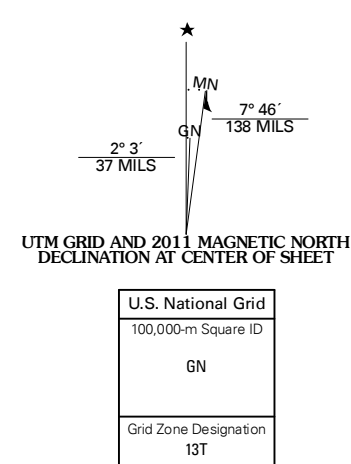 ★
MN
7° 46´
138 MILS
GN
2° 3´
37 MILS
UTM GRID AND 2011 MAGNETIC NORTH
DECLINATION AT CENTER OF SHEET
U.S. National Grid
100,000-m Square ID
GN
Grid Zone Designation
13T